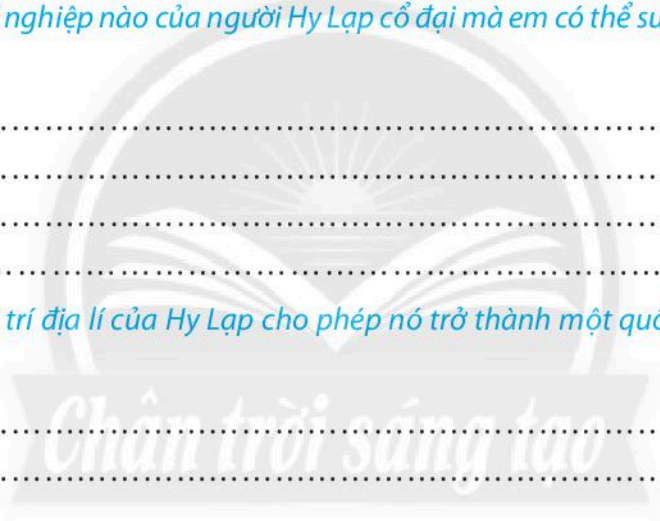 nghiệp nào của người Hy Lạp cổ đại mà em có thể su
trí địa lí của Hy Lạp cho phép nó trở thành một quố
Chân trời sáng tạo